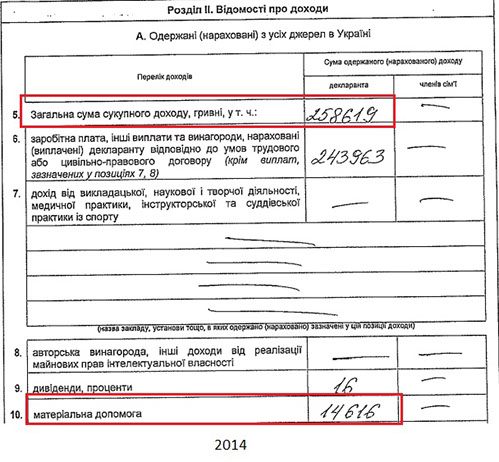 Розділ II. Відомості про доходи
А. Одержані (нараховані) з усіх джерел в Україні
Перелік доходів
Сума одержаного (нарахованого) доходу
декларанта
членів сім'ї
5. Загальна сума сукупного доходу, гривні, у т. ч.: 258619 —
6. заробітна плата, інші виплати та винагороди, нараховані
(виплачені) декларанту відповідно до умов трудового
або цивільно-правового договору (крім виплат,
зазначених у позиціях 7, 8) 243963 —
7. дохід від викладацької, наукової і творчої діяльності,
медичної практики, інструкторської та суддівської
практики із спорту — —
—
—
—
—
(назва закладу, установи тощо, в яких одержано (нараховано) зазначені у цій позиції доходи)
8. авторська винагорода, інші доходи від реалізації
майнових прав інтелектуальної власності — —
9. дивіденди, проценти 16 —
10. матеріальна допомога 14616 —
2014